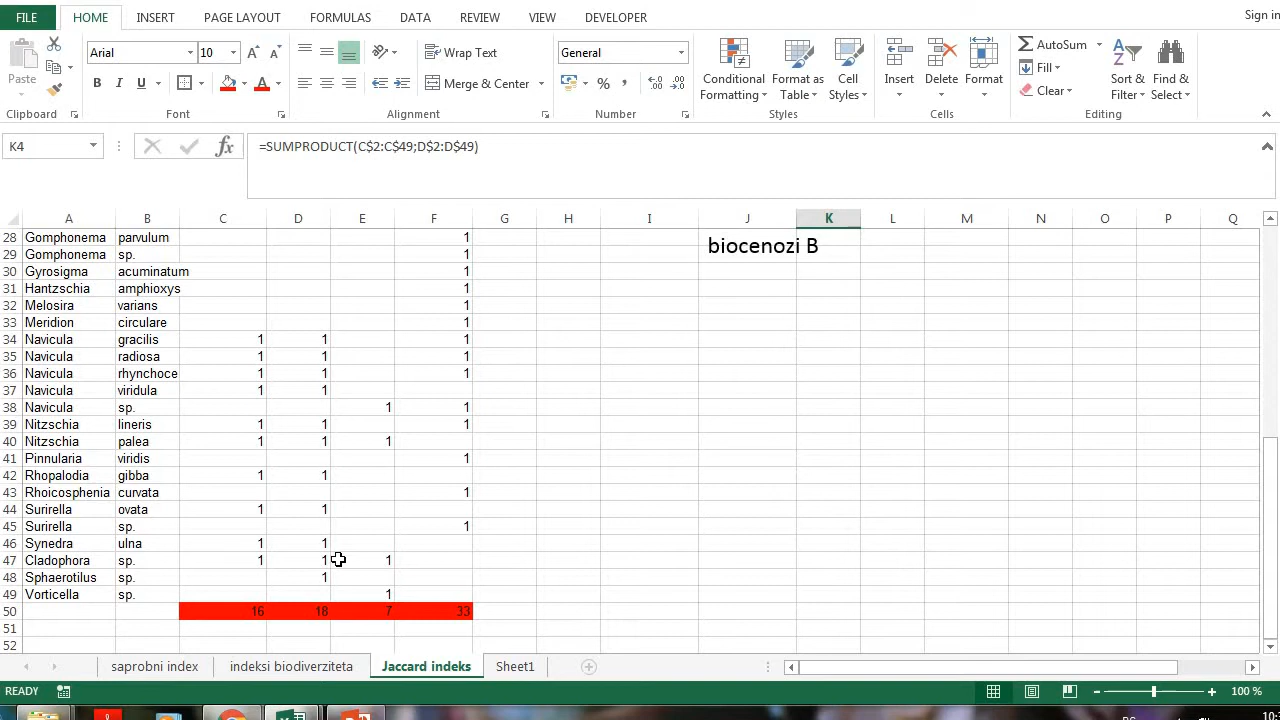 FILE HOME INSERT PAGE LAYOUT FORMULAS DATA REVIEW VIEW DEVELOPER Sign in
Paste
Arial 10
B I U A
Wrap Text
Merge & Center
General
%
Conditional Formatting
Format as Table
Cell Styles
Insert Delete Format
AutoSum
Fill
Clear
Sort & Filter
Find & Select
Clipboard Font Alignment Number Styles Cells Editing
K4 fx =SUMPRODUCT(C$2:C$49;D$2:D$49)
A B C D E F G H I J K L M N O P Q
28 Gomphonema parvulum 1
biocenozi B
29 Gomphonema sp. 1
30 Gyrosigma acuminatum 1
31 Hantzschia amphioxys 1
32 Melosira varians 1
33 Meridion circulare 1
34 Navicula gracilis 1 1 1
35 Navicula radiosa 1 1 1
36 Navicula rhynchoce 1 1 1
37 Navicula viridula 1 1
38 Navicula sp. 1 1
39 Nitzschia lineris 1 1 1
40 Nitzschia palea 1 1 1
41 Pinnularia viridis 1
42 Rhopalodia gibba 1 1
43 Rhoicosphenia curvata 1
44 Surirella ovata 1 1
45 Surirella sp. 1
46 Synedra ulna 1 1
47 Cladophora sp. 1 1 1
48 Sphaerotilus sp. 1
49 Vorticella sp. 1
50 16 18 7 33
51
52
saprobni index indeksi biodiverziteta Jaccard indeks Sheet1
READY 100 %